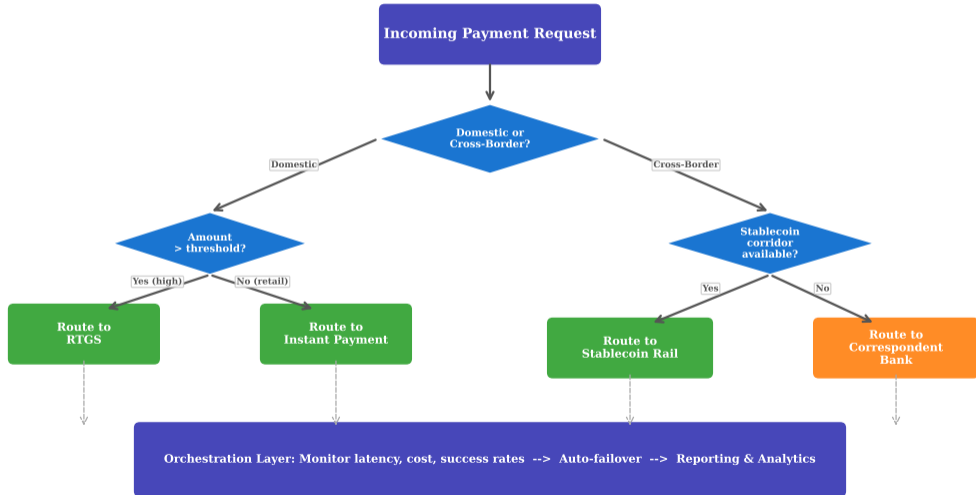 Incoming Payment Request
Domestic or
Cross-Border?
Domestic
Cross-Border
Amount
> threshold?
Stablecoin
corridor
available?
Yes (high)
No (retail)
Yes
No
Route to
RTGS
Route to
Instant Payment
Route to
Stablecoin Rail
Route to
Correspondent
Bank
Orchestration Layer: Monitor latency, cost, success rates --> Auto-failover --> Reporting & Analytics